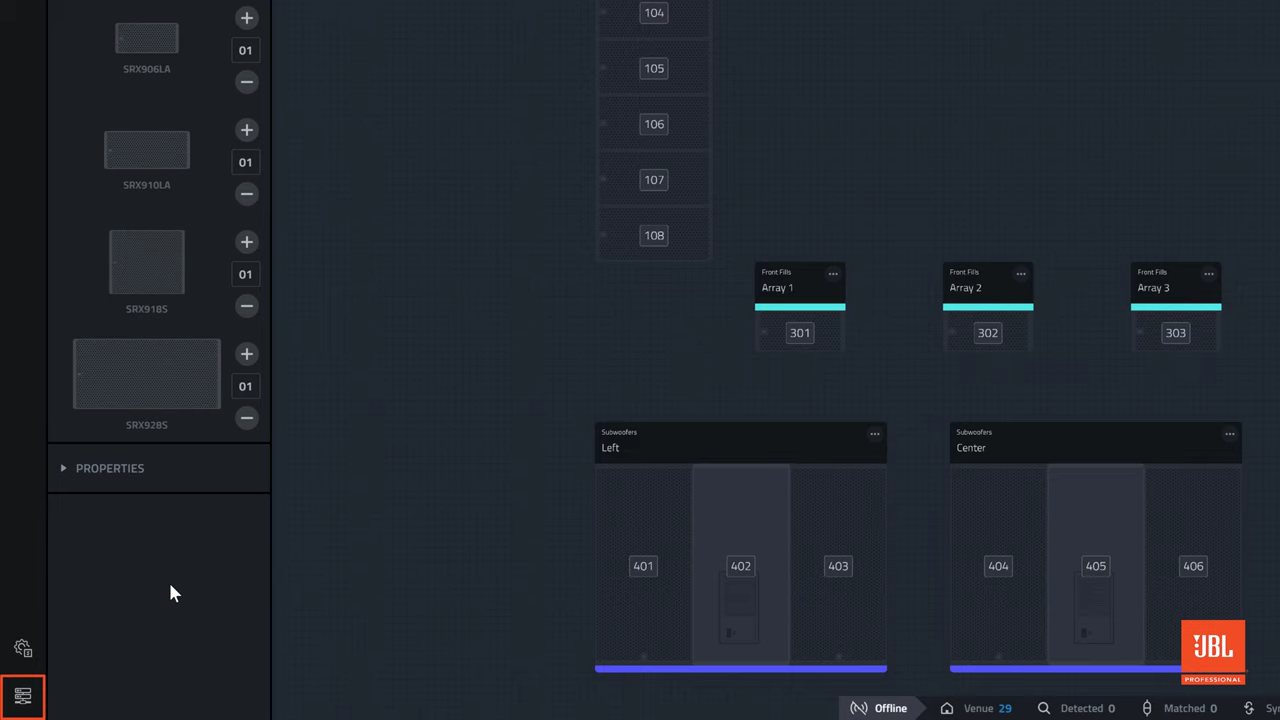 01
SRX906LA
01
SRX910LA
01
SRX918S
01
SRX928S
PROPERTIES
104
105
106
107
108
Front Fills
Array 1
301
Front Fills
Array 2
302
Front Fills
Array 3
303
Subwoofers
Left
401
402
403
Subwoofers
Center
404
405
406
JBL
PROFESSIONAL
Offline
Venue 29
Detected 0
Matched 0